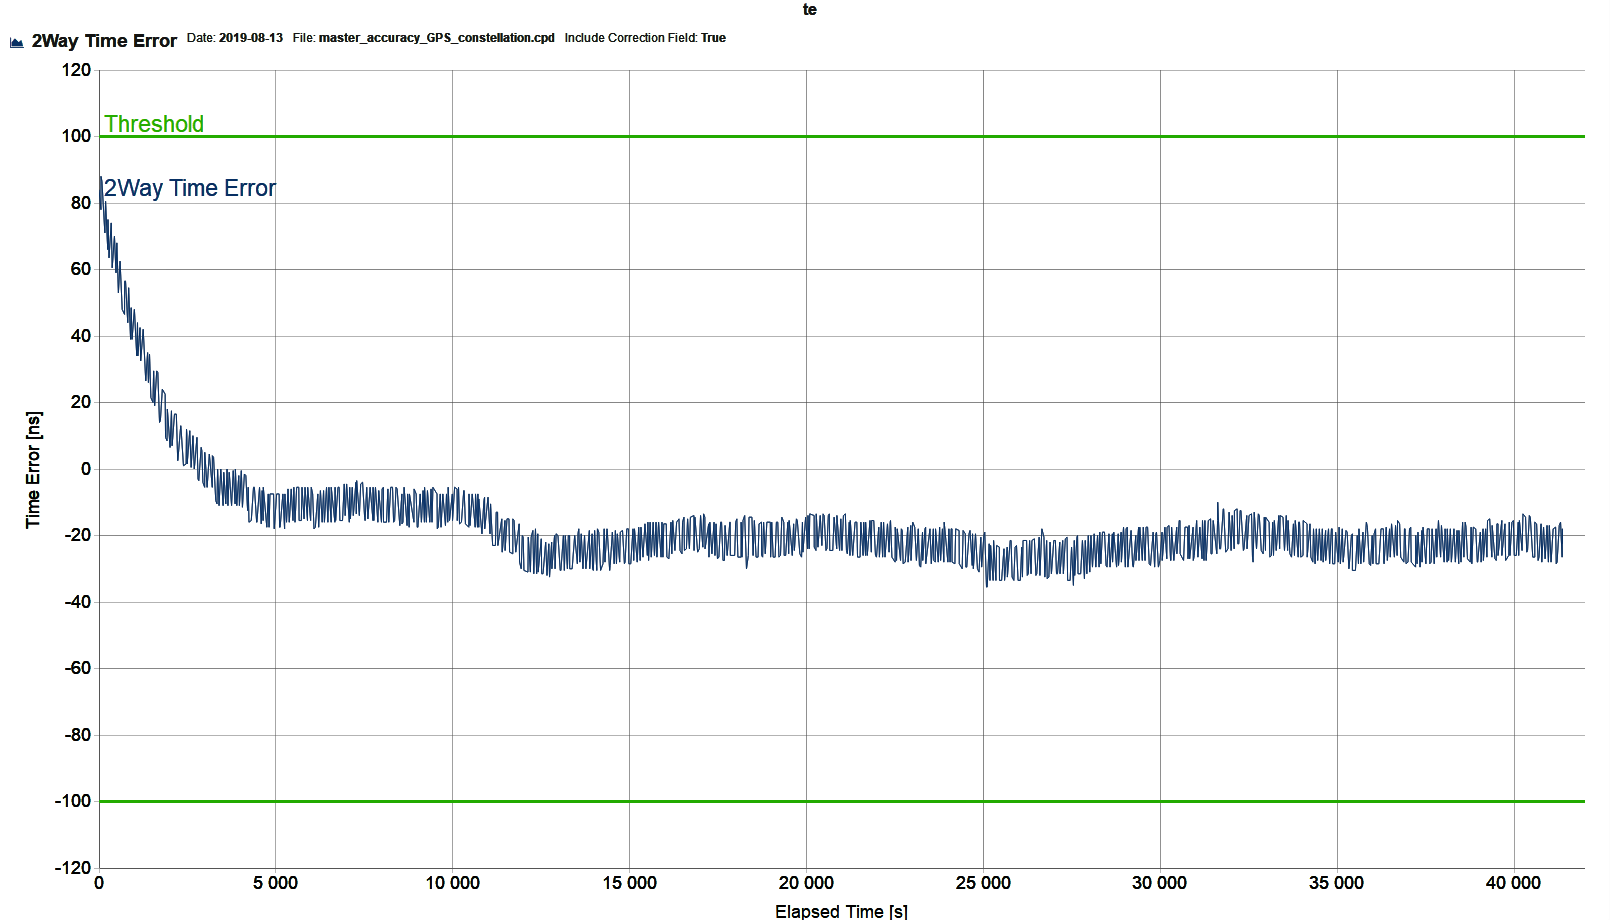 te
2Way Time Error Date: 2019-08-13 File: master_accuracy_GPS_constellation.cpd Include Correction Field: True
120
Threshold
100
2Way Time Error
80
60
40
20
0
-20
-40
-60
-80
-100
-120
Time Error [ns]
0 5 000 10 000 15 000 20 000 25 000 30 000 35 000 40 000
Elapsed Time [s]